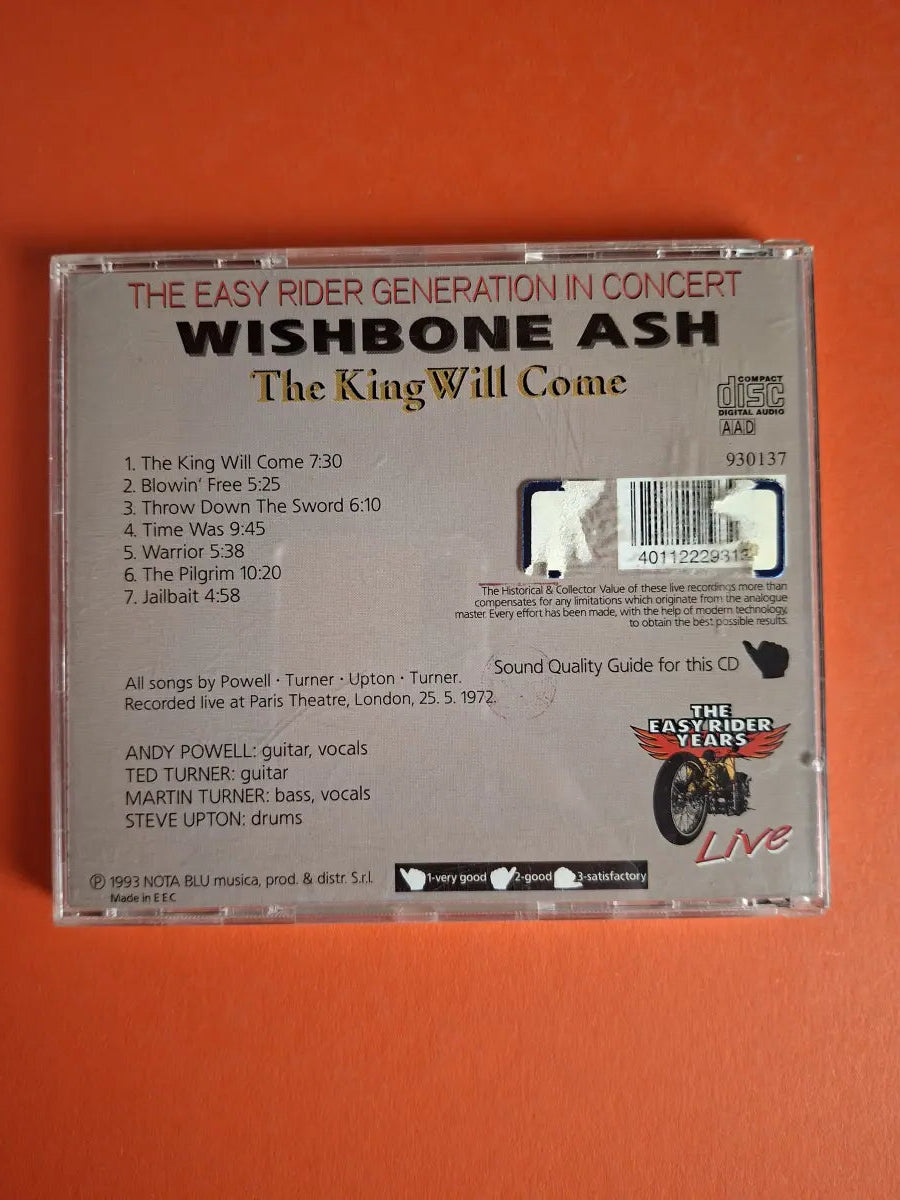 THE EASY RIDER GENERATION IN CONCERT
WISHBONE ASH
The King Will Come
COMPACT
disc
DIGITAL AUDIO
AAD
930137
1. The King Will Come 7:30
2. Blowin' Free 5:25
3. Throw Down The Sword 6:10
4. Time Was 9:45
5. Warrior 5:38
6. The Pilgrim 10:20
7. Jailbait 4:58
The Historical & Collector Value of these live recordings more than
compensates for any limitations which originate from the analogue
master. Every effort has been made, with the help of modern technology,
to obtain the best possible results.
Sound Quality Guide for this CD
All songs by Powell · Turner · Upton · Turner.
Recorded live at Paris Theatre, London, 25. 5. 1972.
THE
EASY RIDER
YEARS
Live
ANDY POWELL: guitar, vocals
TED TURNER: guitar
MARTIN TURNER: bass, vocals
STEVE UPTON: drums
℗ 1993 NOTA BLU musica, prod. & distr. S.r.l.
Made in EEC
1-very good 2-good 3-satisfactory